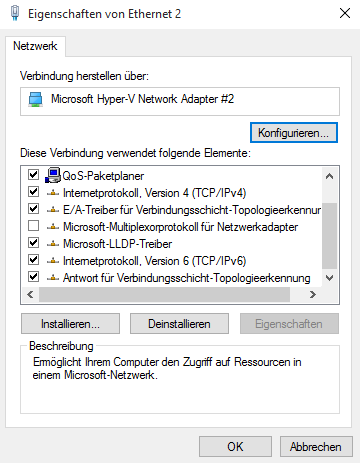 Eigenschaften von Ethernet 2
Netzwerk
Verbindung herstellen über:
Microsoft Hyper-V Network Adapter #2
Konfigurieren...
Diese Verbindung verwendet folgende Elemente:
QoS-Paketplaner
Internetprotokoll, Version 4 (TCP/IPv4)
E/A-Treiber für Verbindungsschicht-Topologieerkennur
Microsoft-Multiplexorprotokoll für Netzwerkadapter
Microsoft-LLDP-Treiber
Internetprotokoll, Version 6 (TCP/IPv6)
Antwort für Verbindungsschicht-Topologieerkennung
Installieren... Deinstallieren Eigenschaften
Beschreibung
Ermöglicht Ihrem Computer den Zugriff auf Ressourcen in
einem Microsoft-Netzwerk.
OK Abbrechen